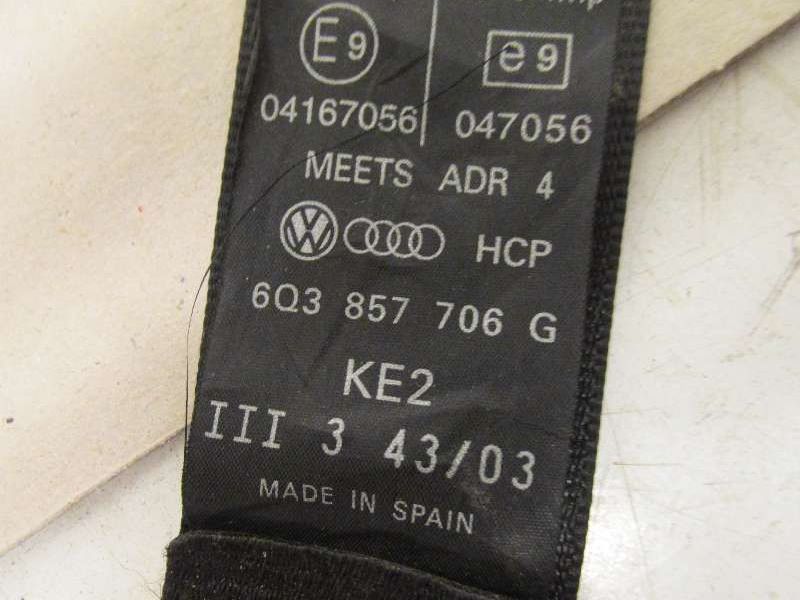 E9 e9
04167056 047056
MEETS ADR 4
VW HCP
6Q3 857 706 G
KE2
III 3 43/03
MADE IN SPAIN